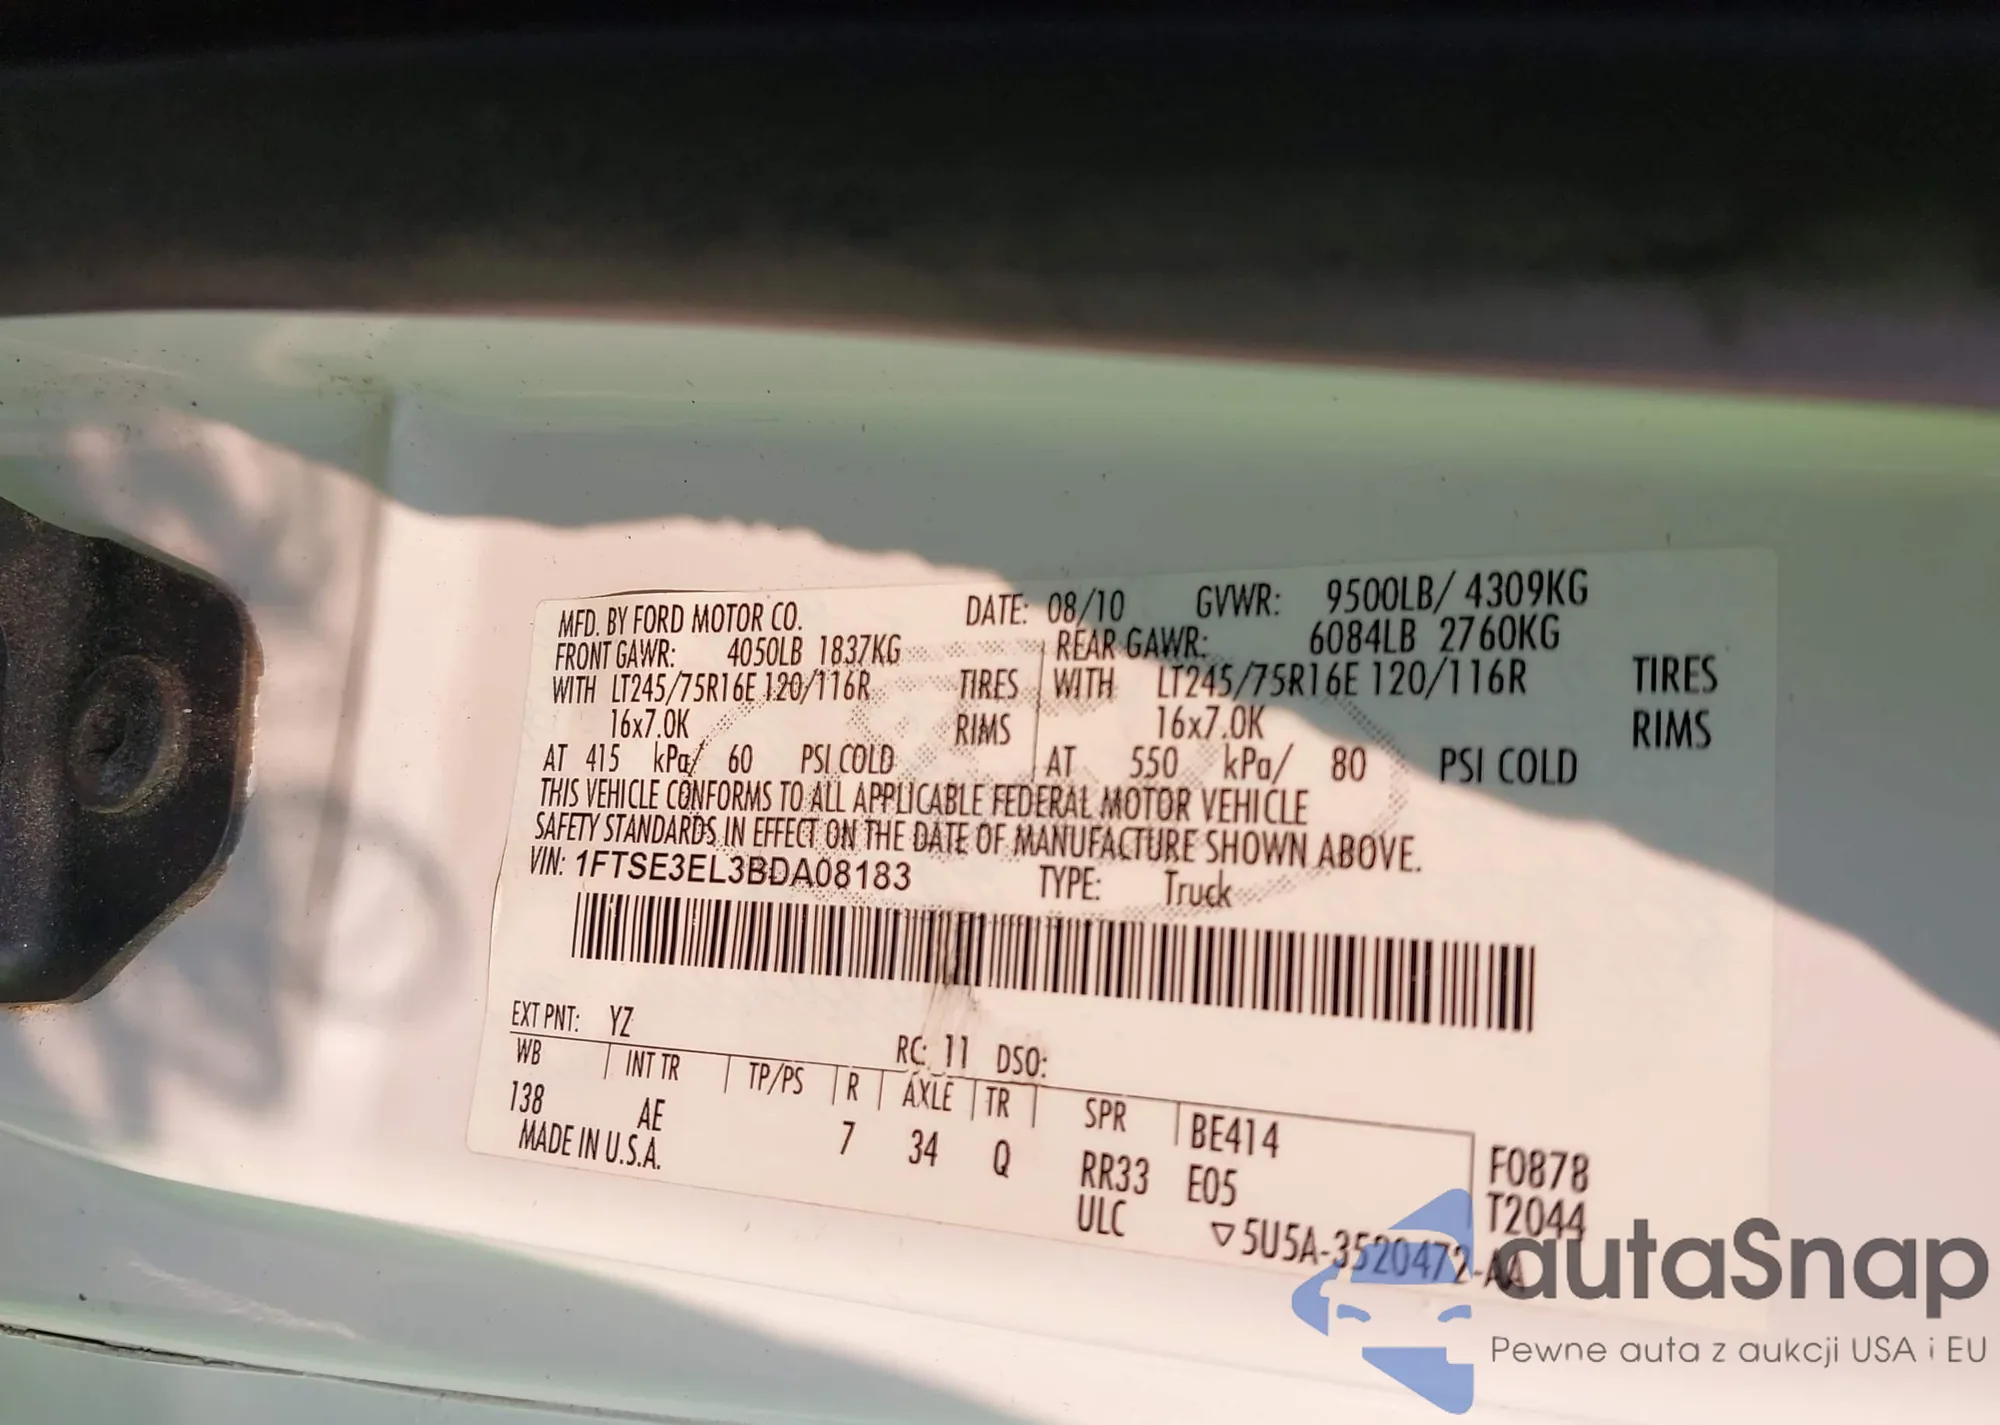 MFD. BY FORD MOTOR CO. DATE: 08/10 GVWR: 9500LB/ 4309KG
FRONT GAWR: 4050LB 1837KG REAR GAWR: 6084LB 2760KG
WITH LT245/75R16E 120/116R TIRES WITH LT245/75R16E 120/116R TIRES
16x7.0K RIMS 16x7.0K RIMS
AT 415 kPa/ 60 PSI COLD AT 550 kPa/ 80 PSI COLD
THIS VEHICLE CONFORMS TO ALL APPLICABLE FEDERAL MOTOR VEHICLE
SAFETY STANDARDS IN EFFECT ON THE DATE OF MANUFACTURE SHOWN ABOVE.
VIN: 1FTSE3EL3BDA08183 TYPE: Truck
EXT PNT: YZ RC: 11 DSO:
WB INT TR TP/PS R AXLE TR SPR BE414 F0878
138 AE 7 34 Q RR33 E05 T2044
MADE IN U.S.A. ULC ▽5U5A-3520472-AA
autaSnap
Pewne auta z aukcji USA i EU